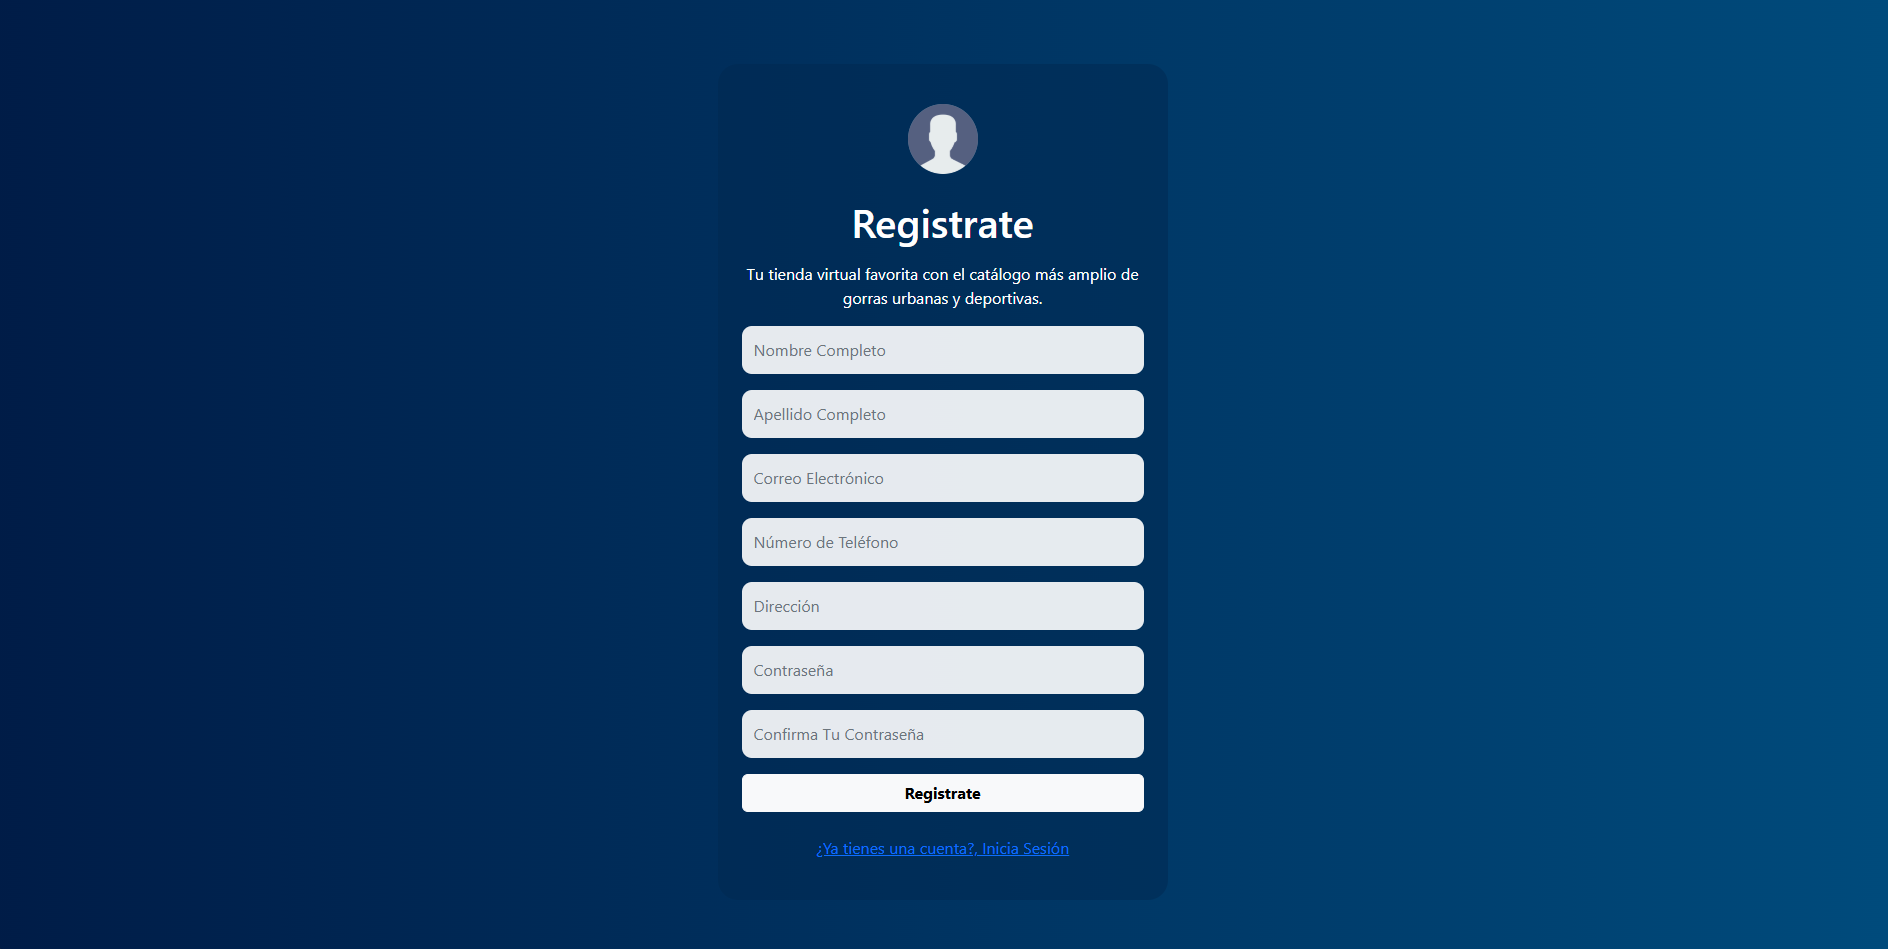 Registrate
Tu tienda virtual favorita con el catálogo más amplio de
gorras urbanas y deportivas.
Nombre Completo
Apellido Completo
Correo Electrónico
Número de Teléfono
Dirección
Contraseña
Confirma Tu Contraseña
Registrate
¿Ya tienes una cuenta?, Inicia Sesión